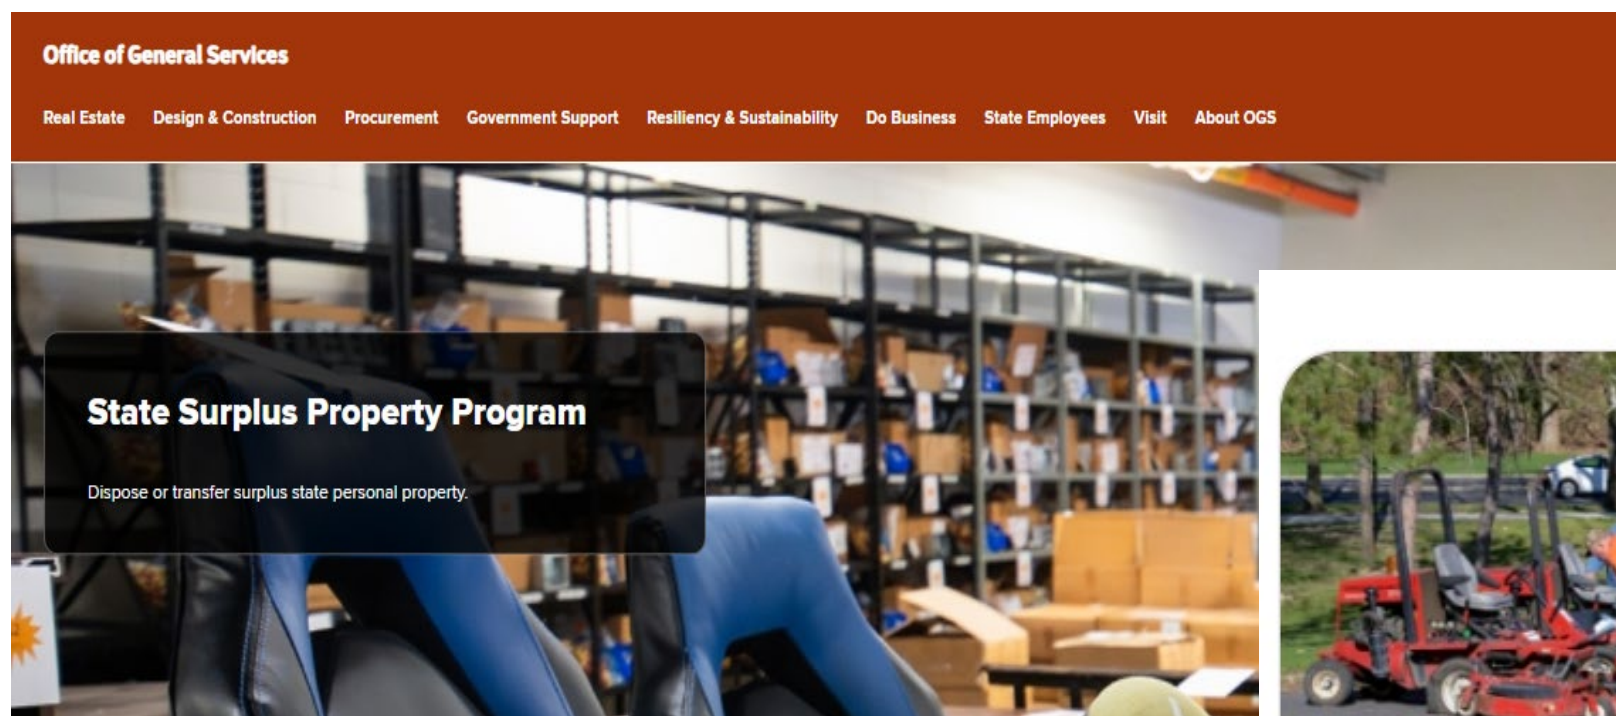 Office of General Services
Real Estate Design & Construction Procurement Government Support Resiliency & Sustainability Do Business State Employees Visit About OGS
State Surplus Property Program
Dispose or transfer surplus state personal property.